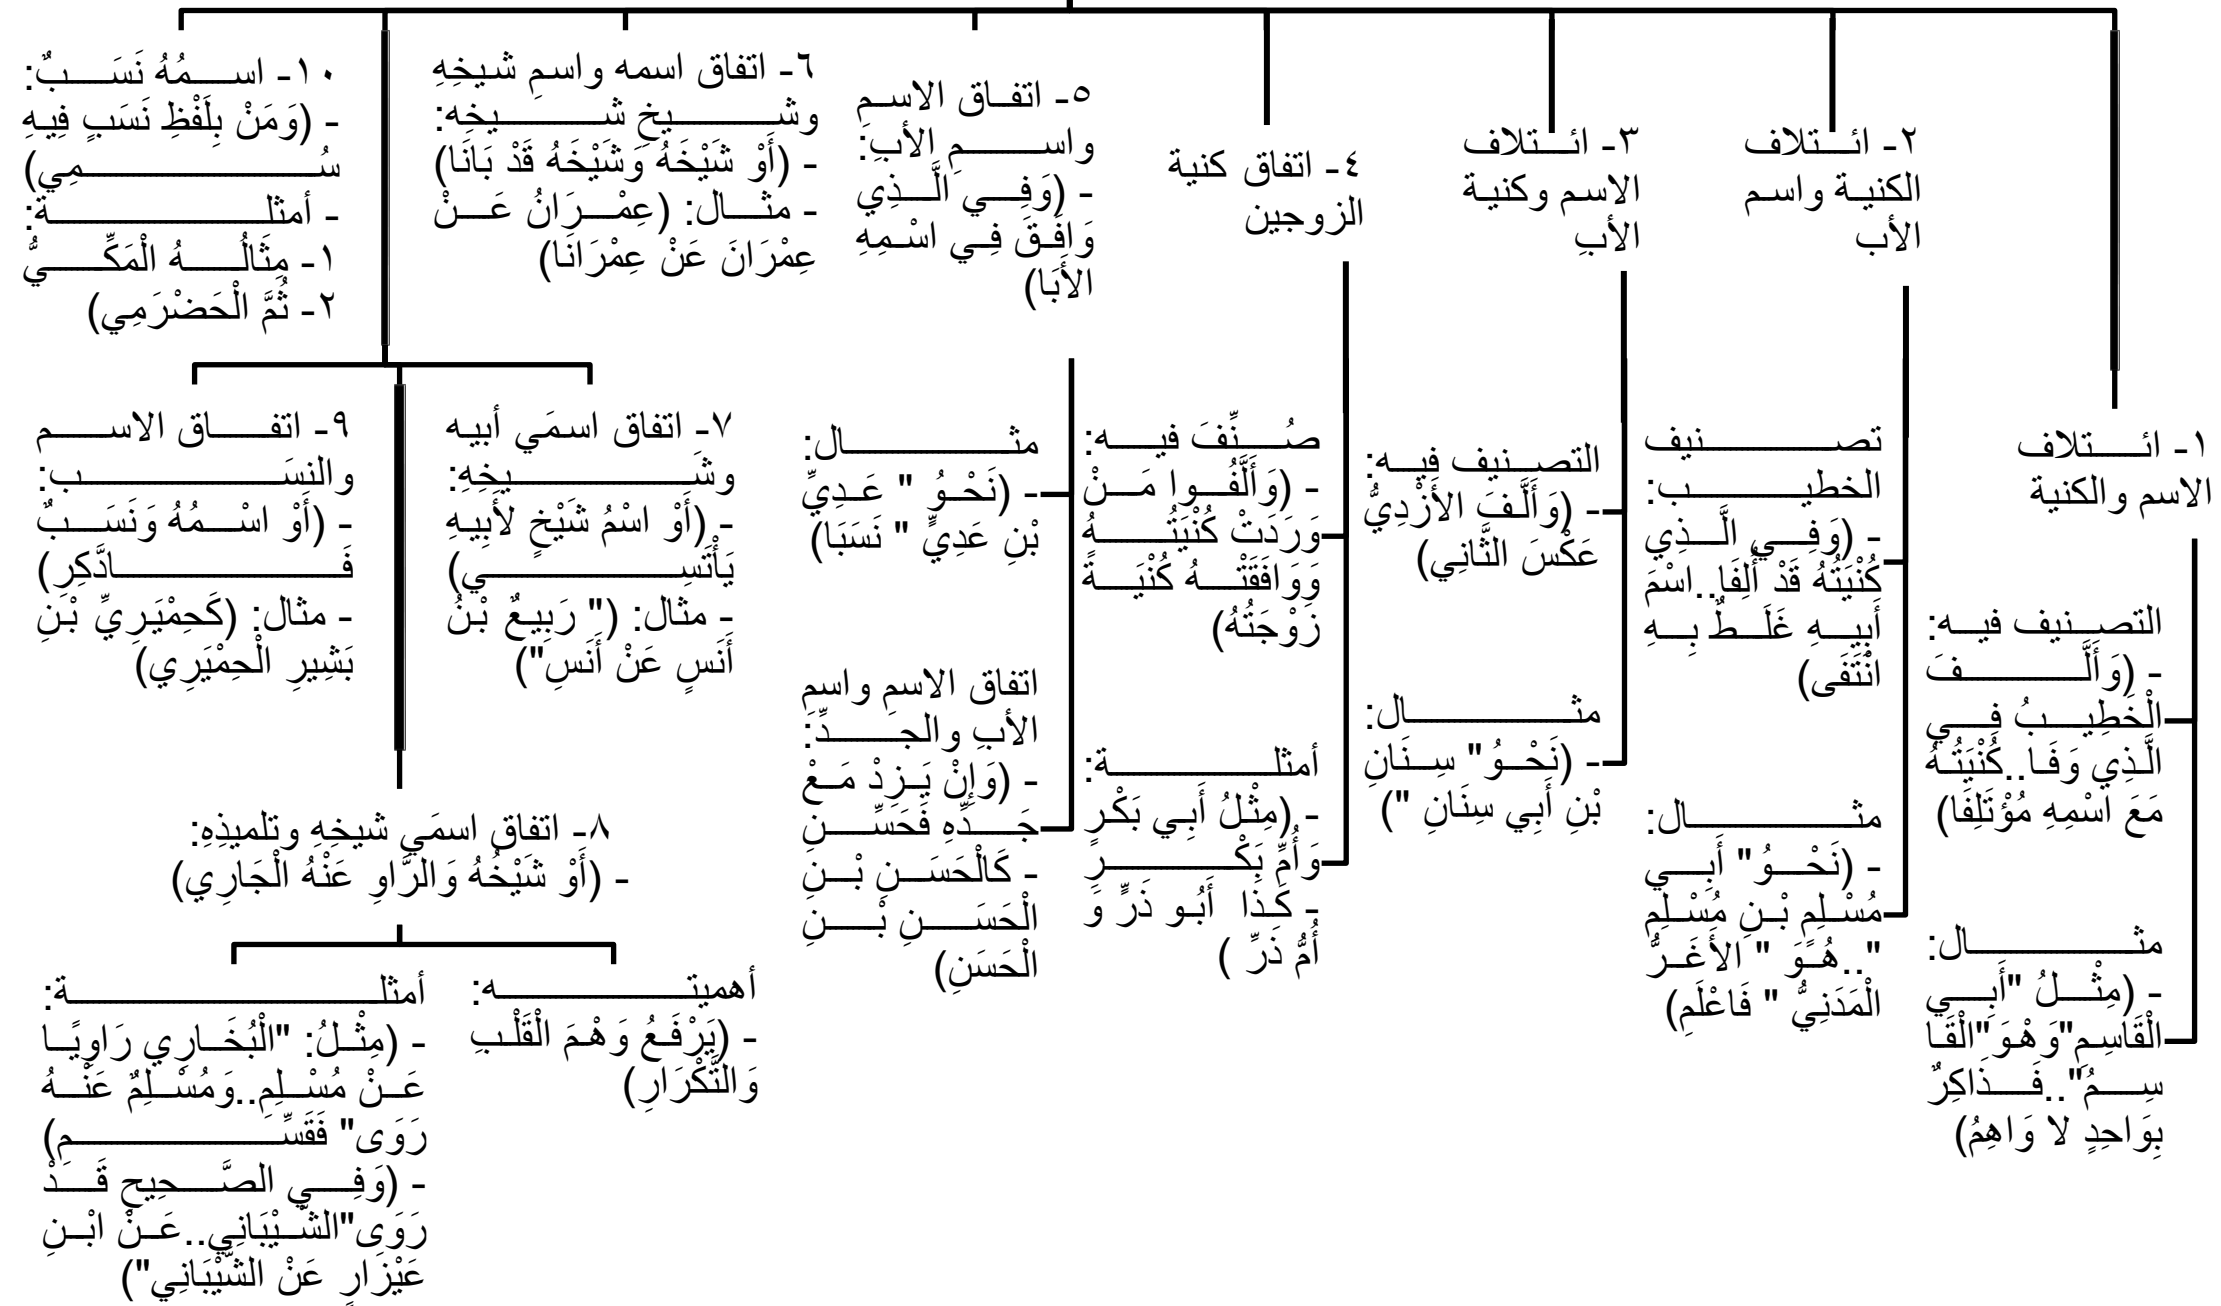 ١- ائتلاف
الاسم والكنية
التصنيف فيه:
- (وَأَلَّفَ
الْخَطِيبُ فِي
الَّذِي وَفَا..كُنْيَتُهُ
مَعَ اسْمِهِ مُؤْتَلِفَا)
مثال:
- (مِثْلُ "أَبِي
الْقَاسِمِ"وَهْوَ"الْقَا
سِمُ"..فَذَاكِرٌ
بِوَاحِدٍ لا وَاهِمُ)
٢- ائتلاف
الكنية واسم
الأب
تصنيف
الخطيب:
- (وَفِي الَّذِي
كُنْيَتُهُ قَدْ أَلِفَا..اسْمَ
أَبِيهِ غَلَطٌ بِهِ
انْتَفَى)
مثال:
- (نَحْوُ" أَبِي
مُسْلِمِ بْنِ مُسْلِمِ
"..هُوَ " الأَغَرُّ
الْمَدَنِيُّ " فَاعْلَمِ)
٣- ائتلاف
الاسم وكنية
الأبِ
التصنيف فيه:
- (وَأَلَّفَ الأَزْدِيُّ
عَكْسَ الثَّانِي)
مثال:
- (نَحْوُ" سِنَانِ
بْنِ أَبِي سِنَانِ ")
٤- اتفاق كنية
الزوجين
صُنِّفَ فيه:
- (وَأَلَّفُوا مَنْ
وَرَدَتْ كُنْيَتُهُ
وَوَافَقَتْهُ كُنْيَةً
زَوْجَتُهُ)
أمثلة:
- (مِثْلُ أَبِي بَكْرٍ
وَأُمِّ بَكْرٍ
- كَذَا أَبُو ذَرٍّ وَ
أُمُّ ذَرِّ )
٥- اتفاق الاسمِ
واسمِ الأبِ:
- (وَفِي الَّذِي
وَافَقَ فِي اسْمِهِ
الأَبَا)
مثال:
- (نَحْوُ " عَدِيِّ
بْنِ عَدِيٍّ " نَسَبَا)
اتفاق الاسمِ واسمِ
الأبِ والجدِّ:
- (وَإِنْ يَزِدْ مَعْ
جَدِّهِ فَحَسِّنِ
- كَالْحَسَنِ بْنِ
الْحَسَنِ بْنِ
الْحَسَنِ)
٦- اتفاق اسمه واسمِ شيخِهِ
وشيخِ شيخِه:
- (أَوْ شَيْخَهُ وَشَيْخَهُ قَدْ بَانَا)
- مثال: (عِمْرَانُ عَنْ
عِمْرَانَ عَنْ عِمْرَانَا)
٧- اتفاق اسمَي أبيه
وشَيخِهِ:
- (أَوْ اسْمُ شَيْخٍ لأَبِيهِ
يَأْتَسِي)
- مثال: (" رَبِيعُ بْنُ
أَنَسٍ عَنْ أَنَسِ")
٨- اتفاق اسمَي شيخِهِ وتلميذِهِ:
- (أَوْ شَيْخُهُ وَالرَّاوِ عَنْهُ الْجَارِي)
أهميته:
- (يَرْفَعُ وَهْمَ الْقَلْبِ
وَالتَّكْرَارِ)
أمثلة:
- (مِثْلُ: "الْبُخَارِي رَاوِيًا
عَنْ مُسْلِمِ..وَمُسْلِمٌ عَنْهُ
رَوَى" فَقَسِّمِ)
- (وَفِي الصَّحِيحِ قَدْ
رَوَى"الشَّيْبَانِي..عَنْ ابْنِ
عَيْزَارٍ عَنْ الشَّيْبَانِي")
٩- اتفاق الاسم
والنسَب:
- (أَوْ اسْمُهُ وَنَسَبٌ
فَاذَّكِرِ)
- مثال: (كَحِمْيَرِيِّ بْنِ
بَشِيرِ الْحِمْيَرِي)
١٠- اسمُهُ نَسَبٌ:
- (وَمَنْ بِلَفْظِ نَسَبٍ فِيهِ
سُمِي)
- أمثلة:
١- مِثَالُهُ الْمَكِّيُّ
٢- ثُمَّ الْحَضْرَمِي)